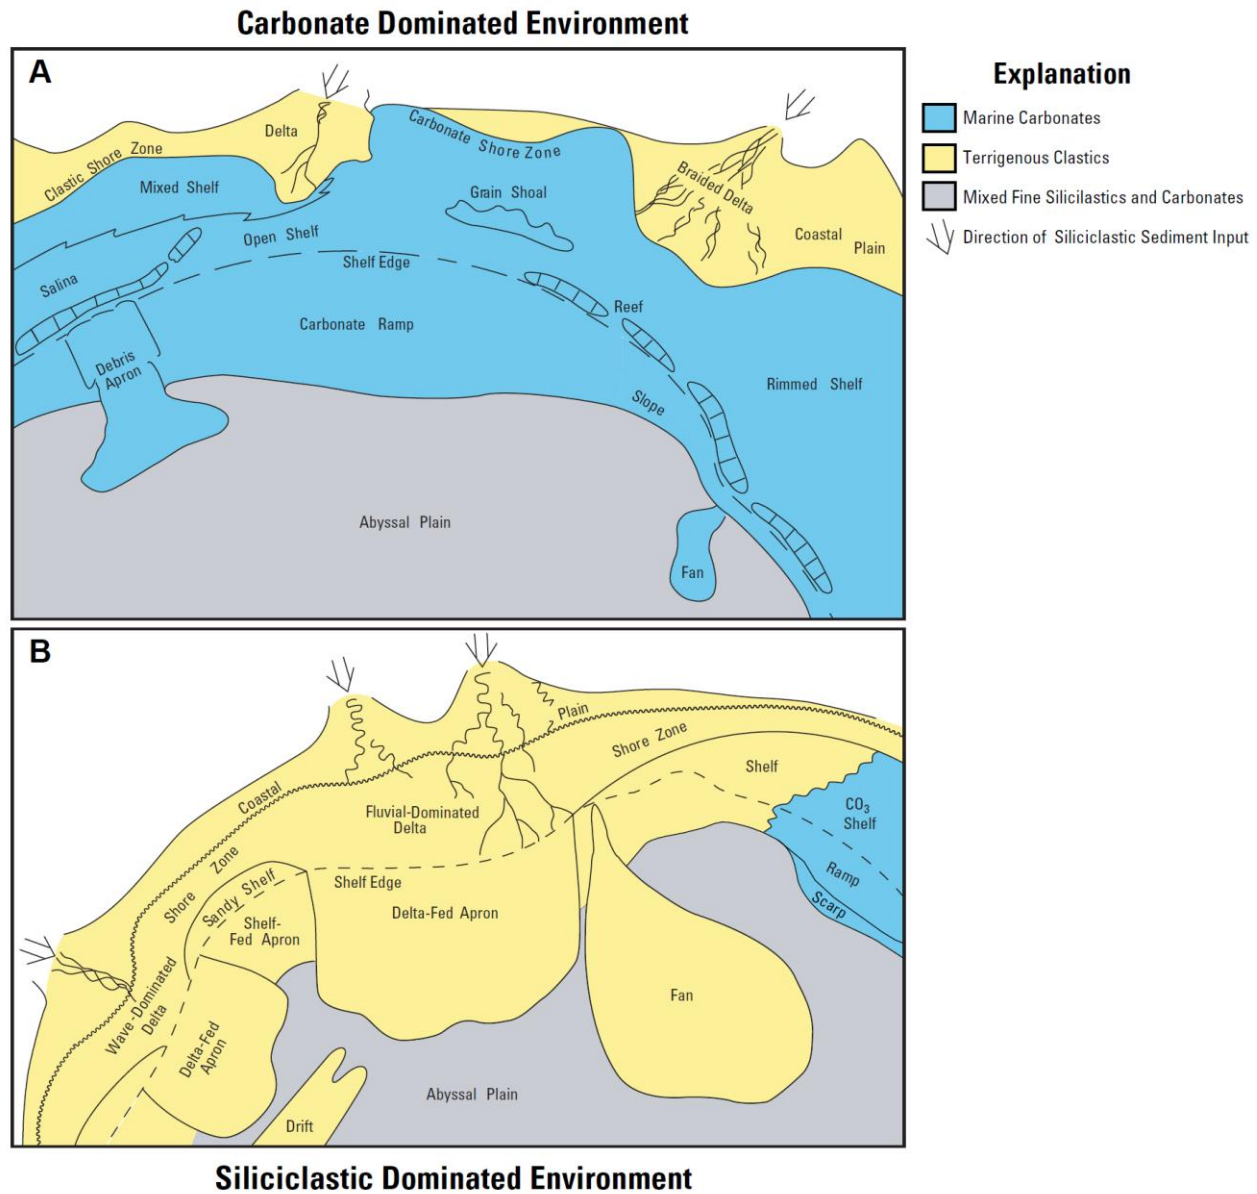 Carbonate Dominated Environment
A
Delta
Clastic Shore Zone
Mixed Shelf
Carbonate Shore Zone
Grain Shoal
Braided Delta
Coastal Plain
Open Shelf
Salina
Shelf Edge
Reef
Carbonate Ramp
Debris
Apron
Rimmed Shelf
Slope
Abyssal Plain
Fan
Explanation
Marine Carbonates
Terrigenous Clastics
Mixed Fine Silicilastics and Carbonates
Direction of Siliciclastic Sediment Input
B
Plain
Shore Zone
Shelf
Coastal
Fluvial-Dominated
Delta
CO3
Shelf
Ramp
Scarp
Shore Zone
Sandy Shelf
Shelf Edge
Shelf-
Fed Apron
Delta-Fed Apron
Wave-Dominated
Delta
Delta-Fed
Apron
Fan
Abyssal Plain
Drift
Siliciclastic Dominated Environment